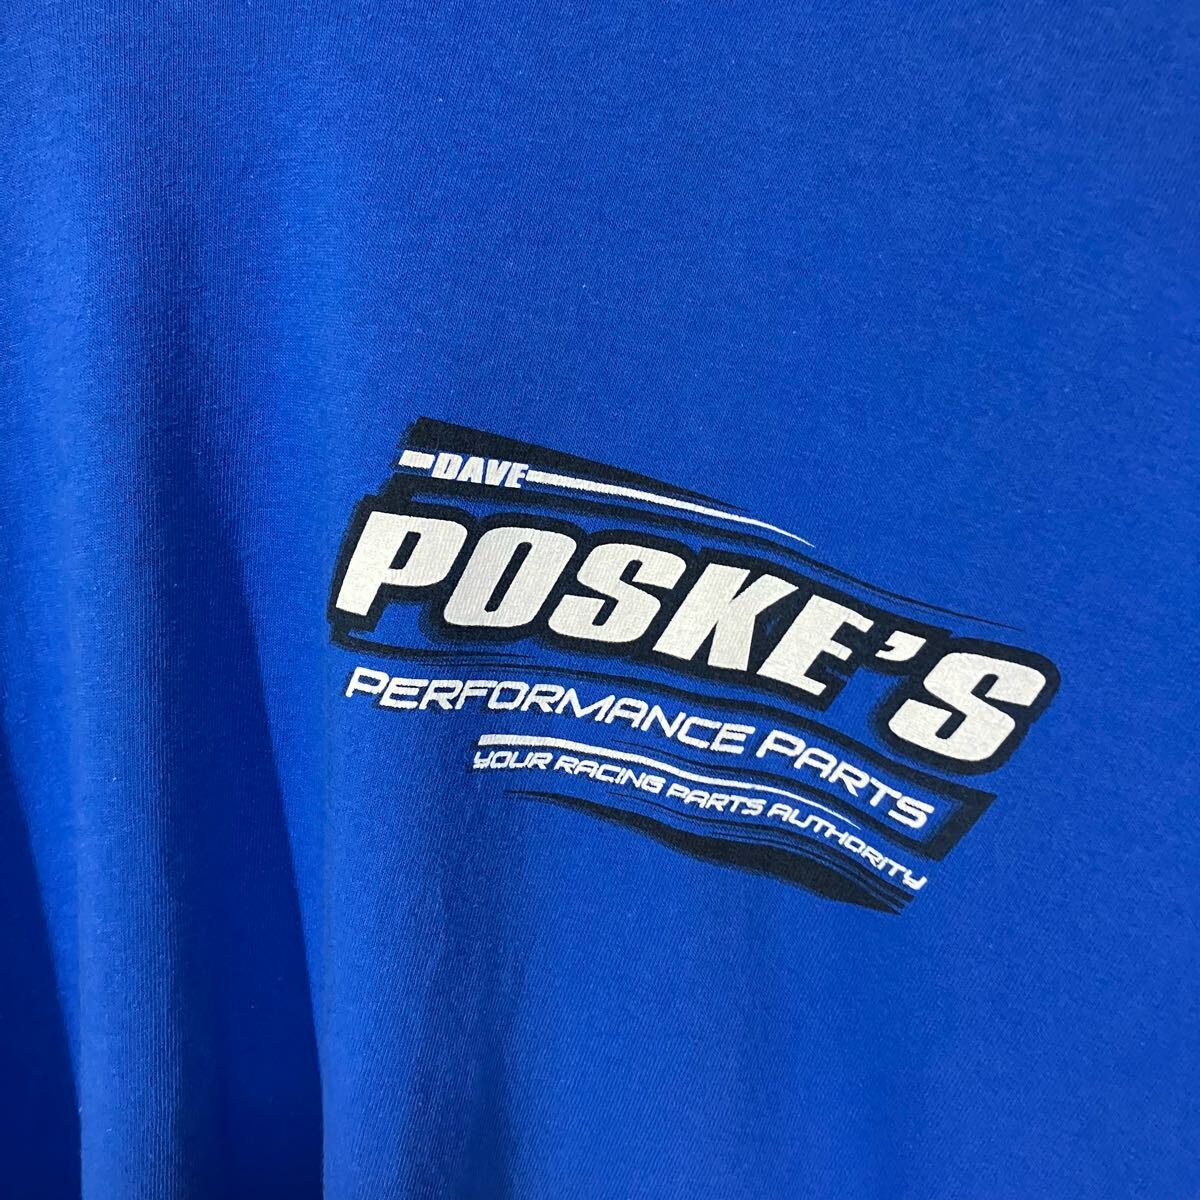 DAVE
POSKE'S
PERFORMANCE PARTS
YOUR RACING PARTS AUTHORITY